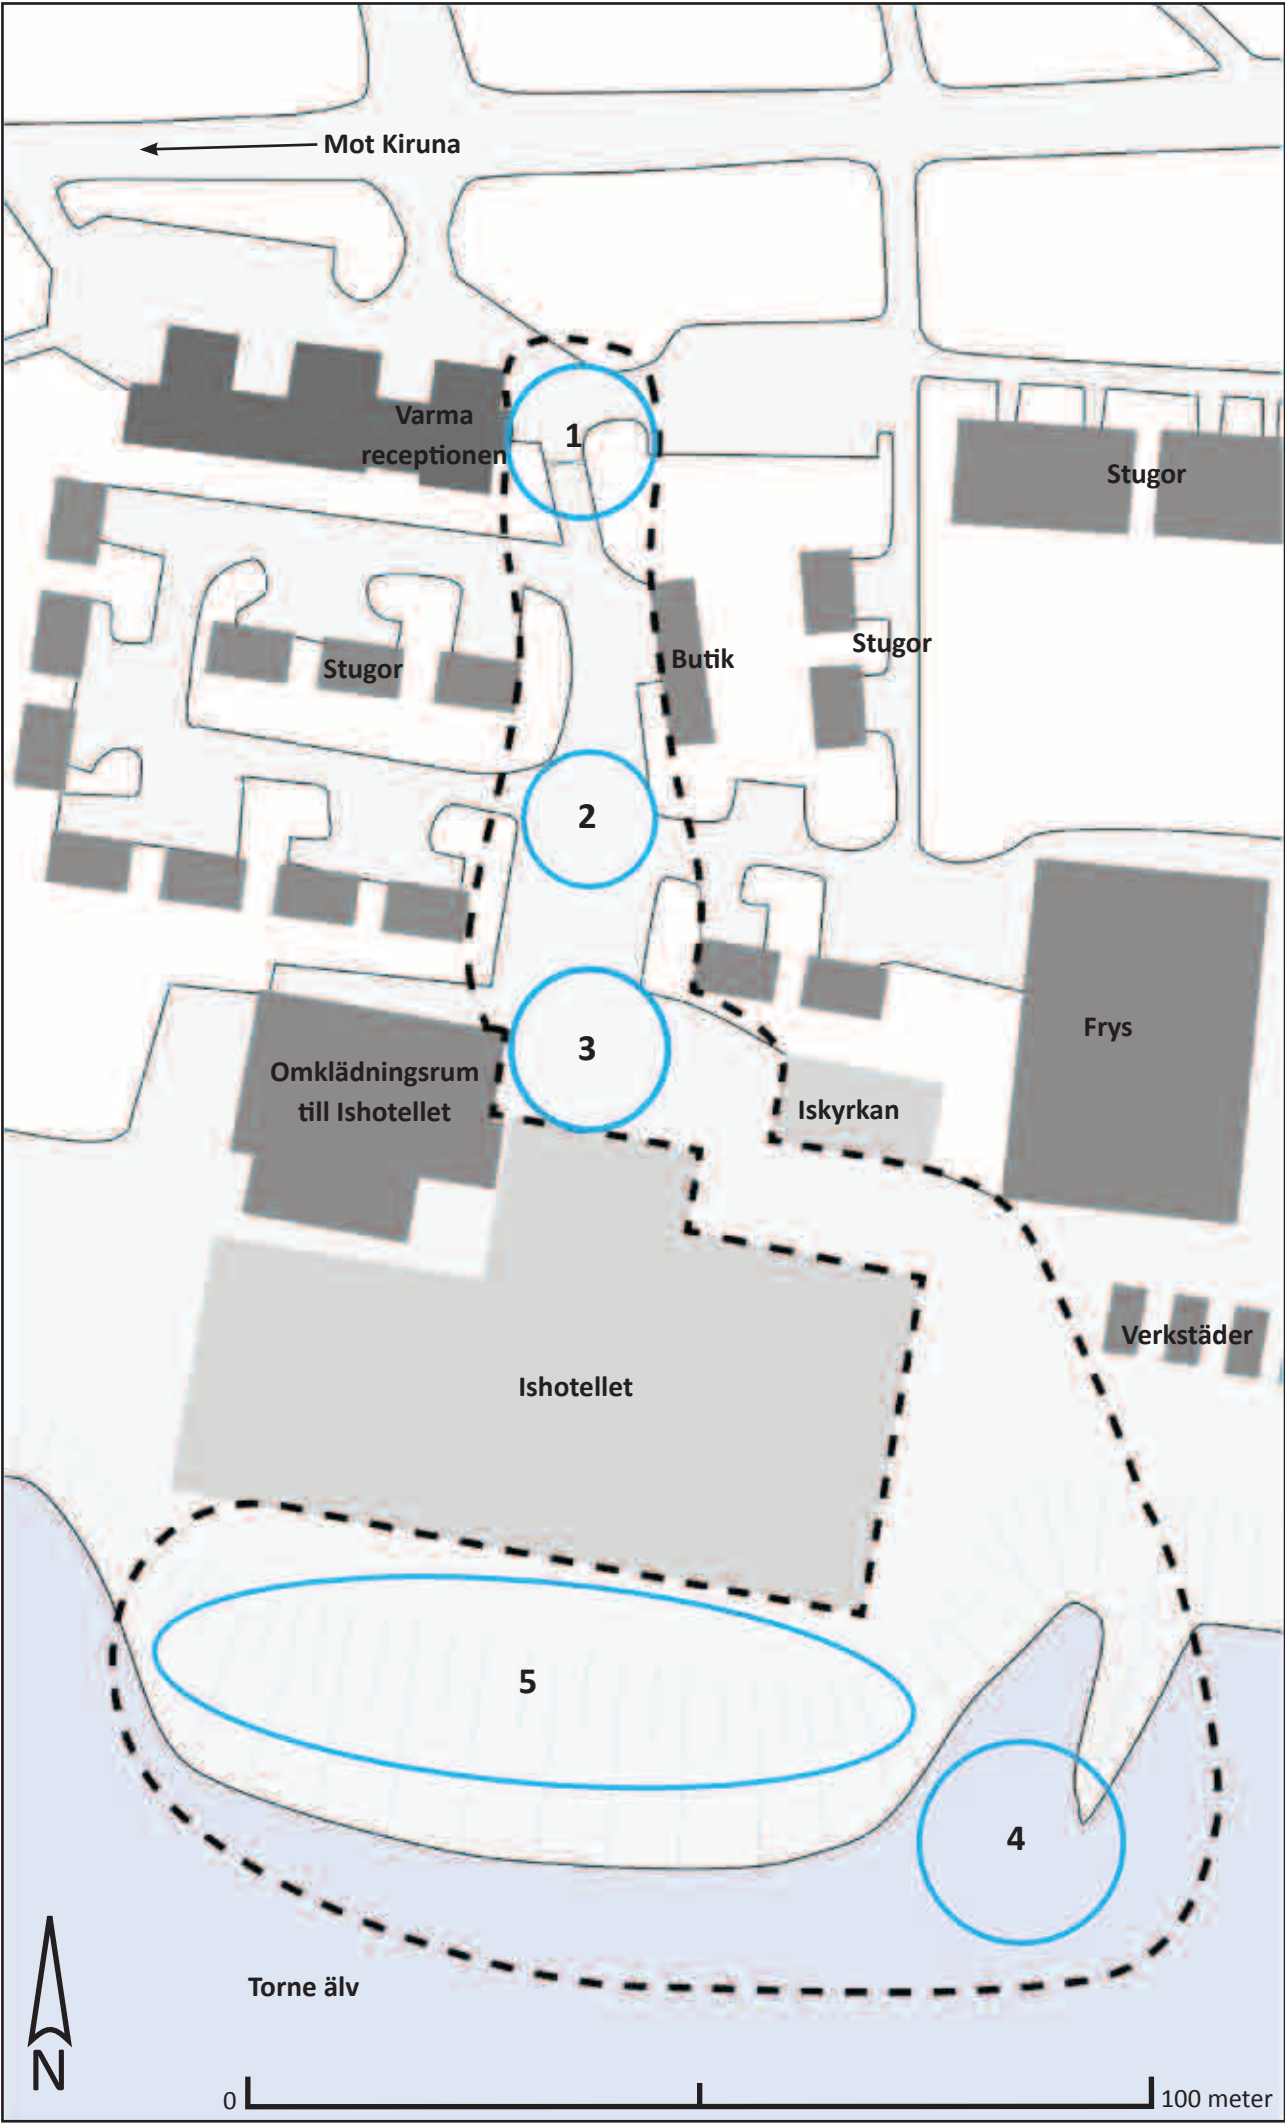 Mot Kiruna
Varma
receptionen
1
Stugor
Stugor
Butik
Stugor
2
3
Frys
Omklädningsrum
till Ishotellet
Iskyrkan
Verkstäder
Ishotellet
5
4
Torne älv
N
0
100 meter